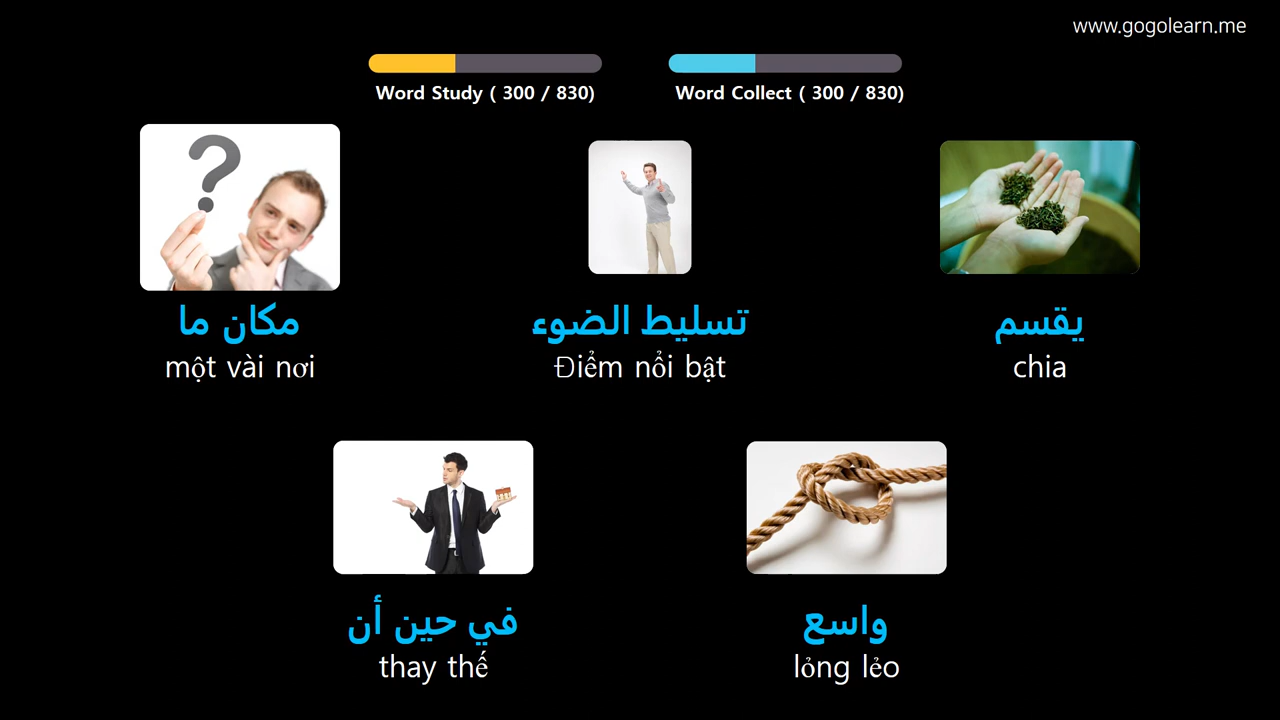 www.gogolearn.me
Word Study ( 300 / 830)
Word Collect ( 300 / 830)
مكان ما
một vài nơi
تسليط الضوء
Điểm nổi bật
يقسم
chia
في حين أن
thay thế
واسع
lỏng lẻo